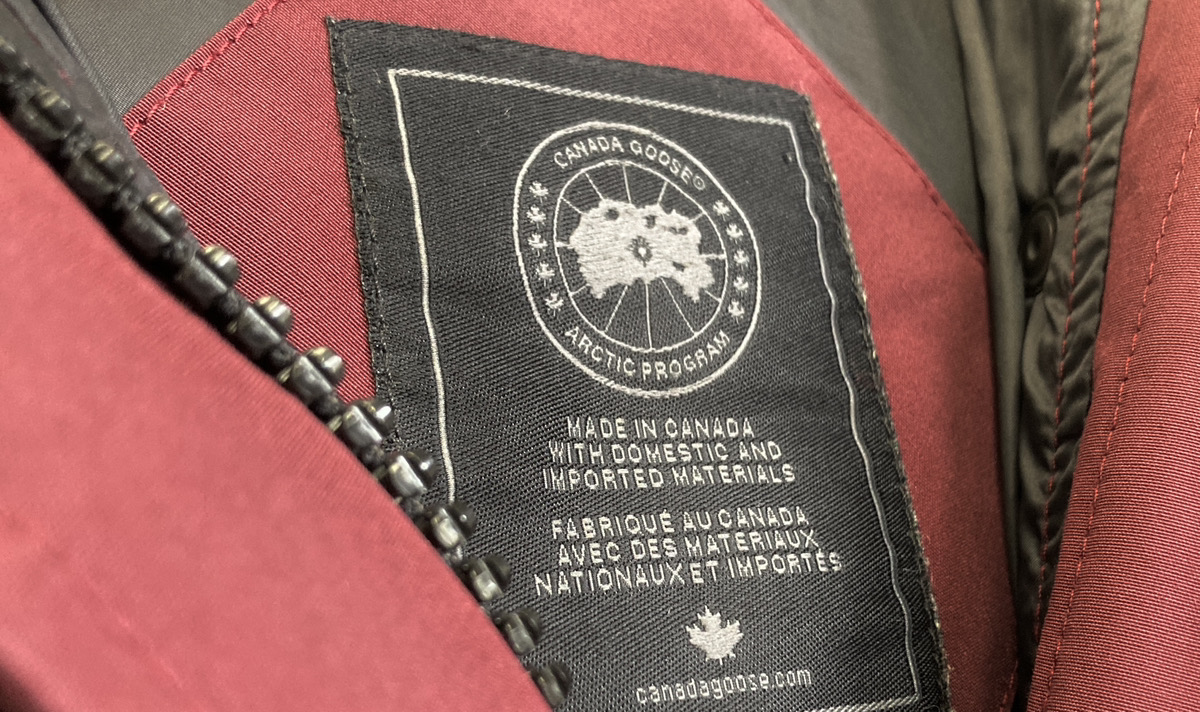 CANADA GOOSE®
ARCTIC PROGRAM
MADE IN CANADA
WITH DOMESTIC AND
IMPORTED MATERIALS
FABRIQUÉ AU CANADA
AVEC DES MATERIAUX
NATIONAUX ET IMPORTÉS
canadagoose.com